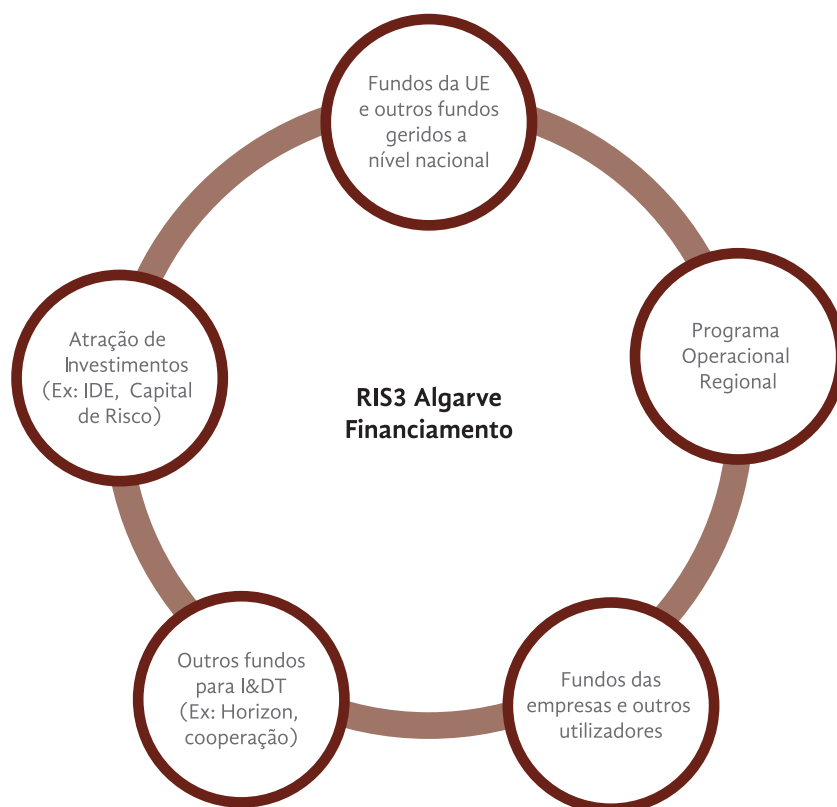 Fundos da UE
e outros fundos
geridos a
nível nacional
Programa
Operacional
Regional
Fundos das
empresas e outros
utilizadores
Outros fundos
para I&DT
(Ex: Horizon,
cooperação)
Atração de
Investimentos
(Ex: IDE, Capital
de Risco)
RIS3 Algarve
Financiamento